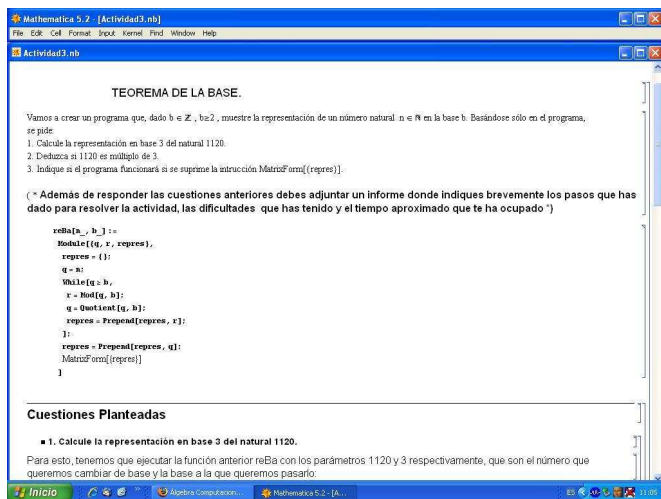 Mathematica 5.2 - [Actividad3.nb]
File Edit Cell Format Input Kernel Find Window Help
Actividad3.nb
TEOREMA DE LA BASE.
Vamos a crear un programa que, dado b ∈ ℤ , b≥2 , muestre la representación de un número natural n ∈ ℕ en la base b. Basándose sólo en el programa,
se pide:
1. Calcule la representación en base 3 del natural 1120.
2. Deduzca si 1120 es múltiplo de 3.
3. Indique si el programa funcionará si se suprime la intrucción MatrixForm[{repres}].
( * Además de responder las cuestiones anteriores debes adjuntar un informe donde indiques brevemente los pasos que has
dado para resolver la actividad, las dificultades que has tenido y el tiempo aproximado que te ha ocupado *)
reBa[n_, b_] :=
Module[{q, r, repres},
repres = {};
q = n;
While[q ≥ b,
r = Mod[q, b];
q = Quotient[q, b];
repres = Prepend[repres, r];
];
repres = Prepend[repres, q];
MatrixForm[{repres}]
]
Cuestiones Planteadas
1. Calcule la representación en base 3 del natural 1120.
Para esto, tenemos que ejecutar la función anterior reBa con los parámetros 1120 y 3 respectivamente, que son el número que
queremos cambiar de base y la base a la que queremos pasarlo:
Inicio Álgebra Computacion... Mathematica 5.2 - [A... ES 11:05